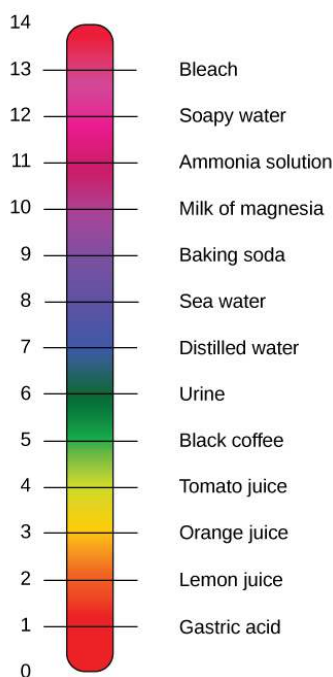 14
13 Bleach
12 Soapy water
11 Ammonia solution
10 Milk of magnesia
9 Baking soda
8 Sea water
7 Distilled water
6 Urine
5 Black coffee
4 Tomato juice
3 Orange juice
2 Lemon juice
1 Gastric acid
0